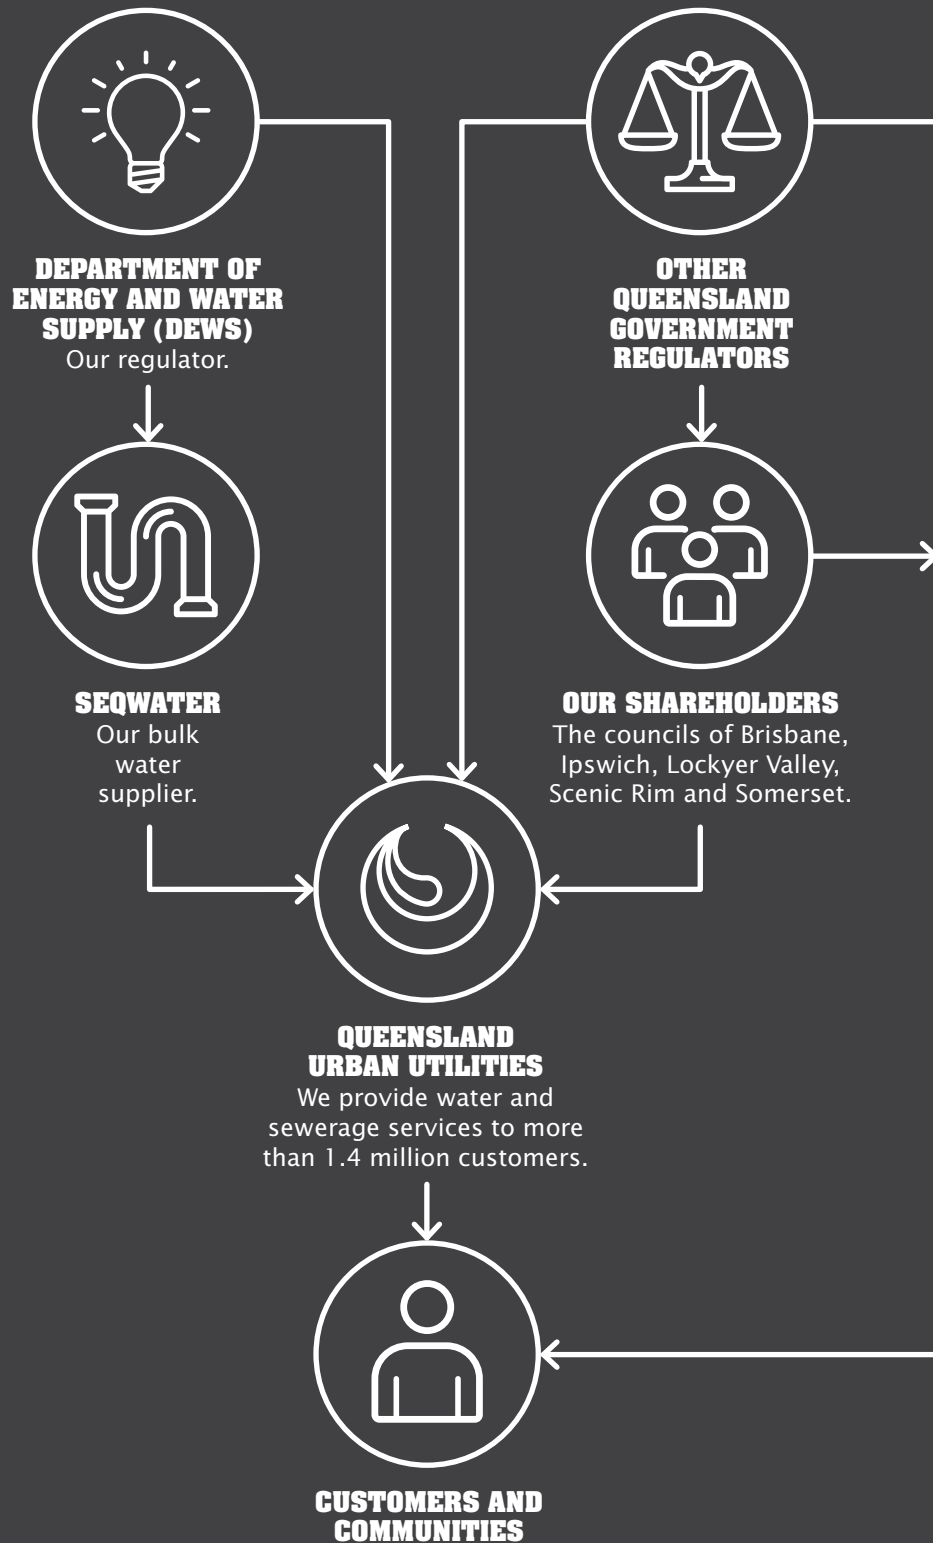 DEPARTMENT OF
ENERGY AND WATER
SUPPLY (DEWS)
Our regulator.
OTHER
QUEENSLAND
GOVERNMENT
REGULATORS
SEQWATER
Our bulk
water
supplier.
OUR SHAREHOLDERS
The councils of Brisbane,
Ipswich, Lockyer Valley,
Scenic Rim and Somerset.
QUEENSLAND
URBAN UTILITIES
We provide water and
sewerage services to more
than 1.4 million customers.
CUSTOMERS AND
COMMUNITIES